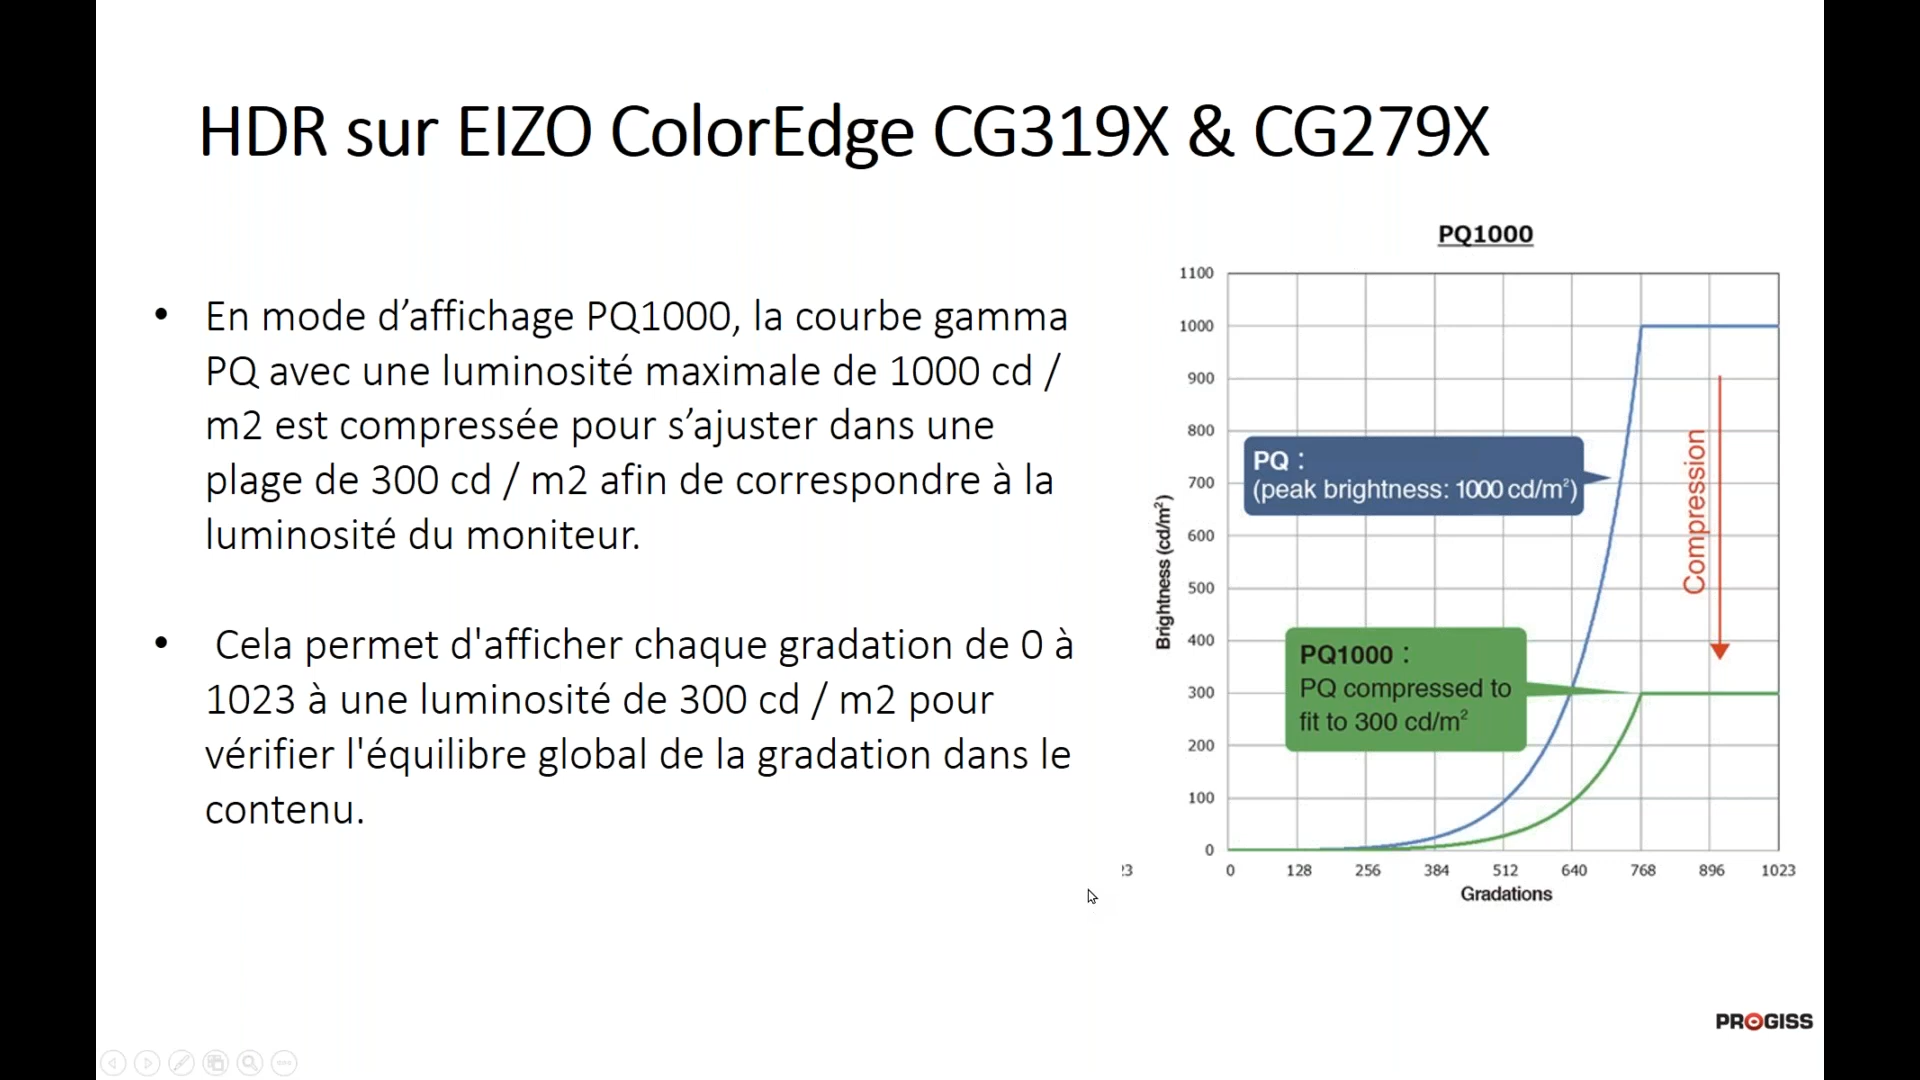 HDR sur EIZO ColorEdge CG319X & CG279X
• En mode d’affichage PQ1000, la courbe gamma
PQ avec une luminosité maximale de 1000 cd /
m2 est compressée pour s’ajuster dans une
plage de 300 cd / m2 afin de correspondre à la
luminosité du moniteur.
• Cela permet d'afficher chaque gradation de 0 à
1023 à une luminosité de 300 cd / m2 pour
vérifier l'équilibre global de la gradation dans le
contenu.
PQ1000
1100
1000
900
800
700
600
500
400
300
200
100
0
Brightness (cd/m²)
PQ :
(peak brightness: 1000 cd/m²)
Compression
PQ1000 :
PQ compressed to
fit to 300 cd/m²
23
0 128 256 384 512 640 768 896 1023
Gradations
PROGISS